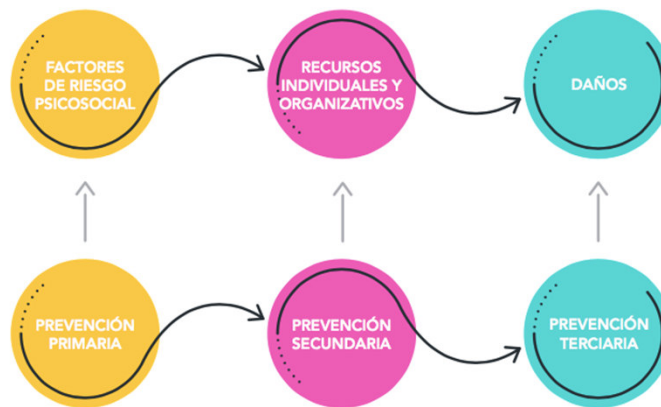 FACTORES
DE RIESGO
PSICOSOCIAL
RECURSOS
INDIVIDUALES Y
ORGANIZATIVOS
DAÑOS
PREVENCIÓN
PRIMARIA
PREVENCIÓN
SECUNDARIA
PREVENCIÓN
TERCIARIA